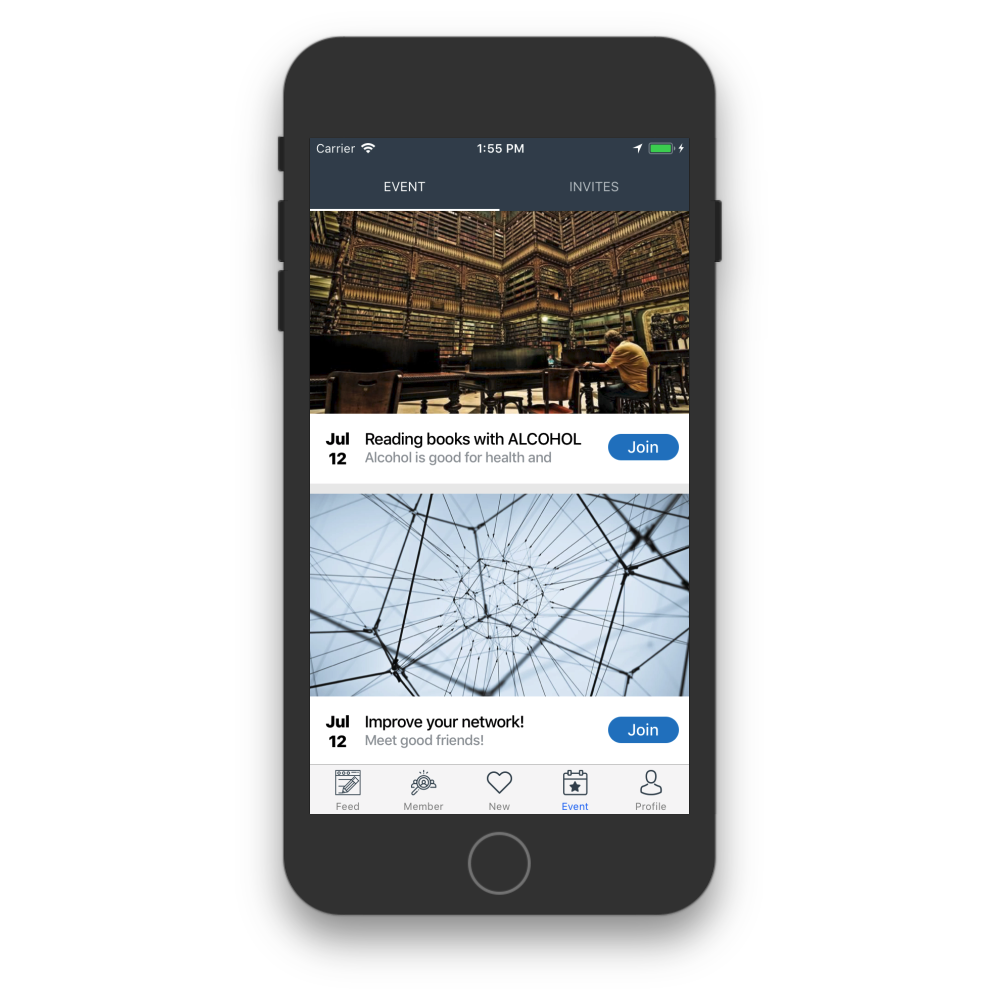 Carrier 1:55 PM
EVENT INVITES
Jul
12
Reading books with ALCOHOL
Alcohol is good for health and
Join
Jul
12
Improve your network!
Meet good friends!
Join
Feed Member New Event Profile